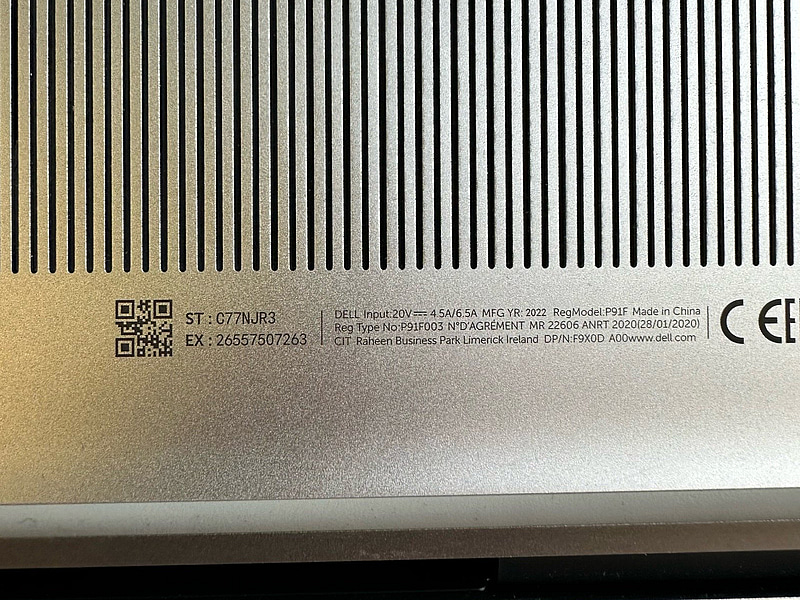 ST : C77NJR3
EX : 26557507263
DELL Input:20V⎓ 4.5A/6.5A MFG YR: 2022 RegModel:P91F Made in China
Reg Type No:P91F003 N°D'AGRÉMENT MR 22606 ANRT 2020(28/01/2020)
CIT Raheen Business Park Limerick Ireland DP/N:F9X0D A00www.dell.com
CE